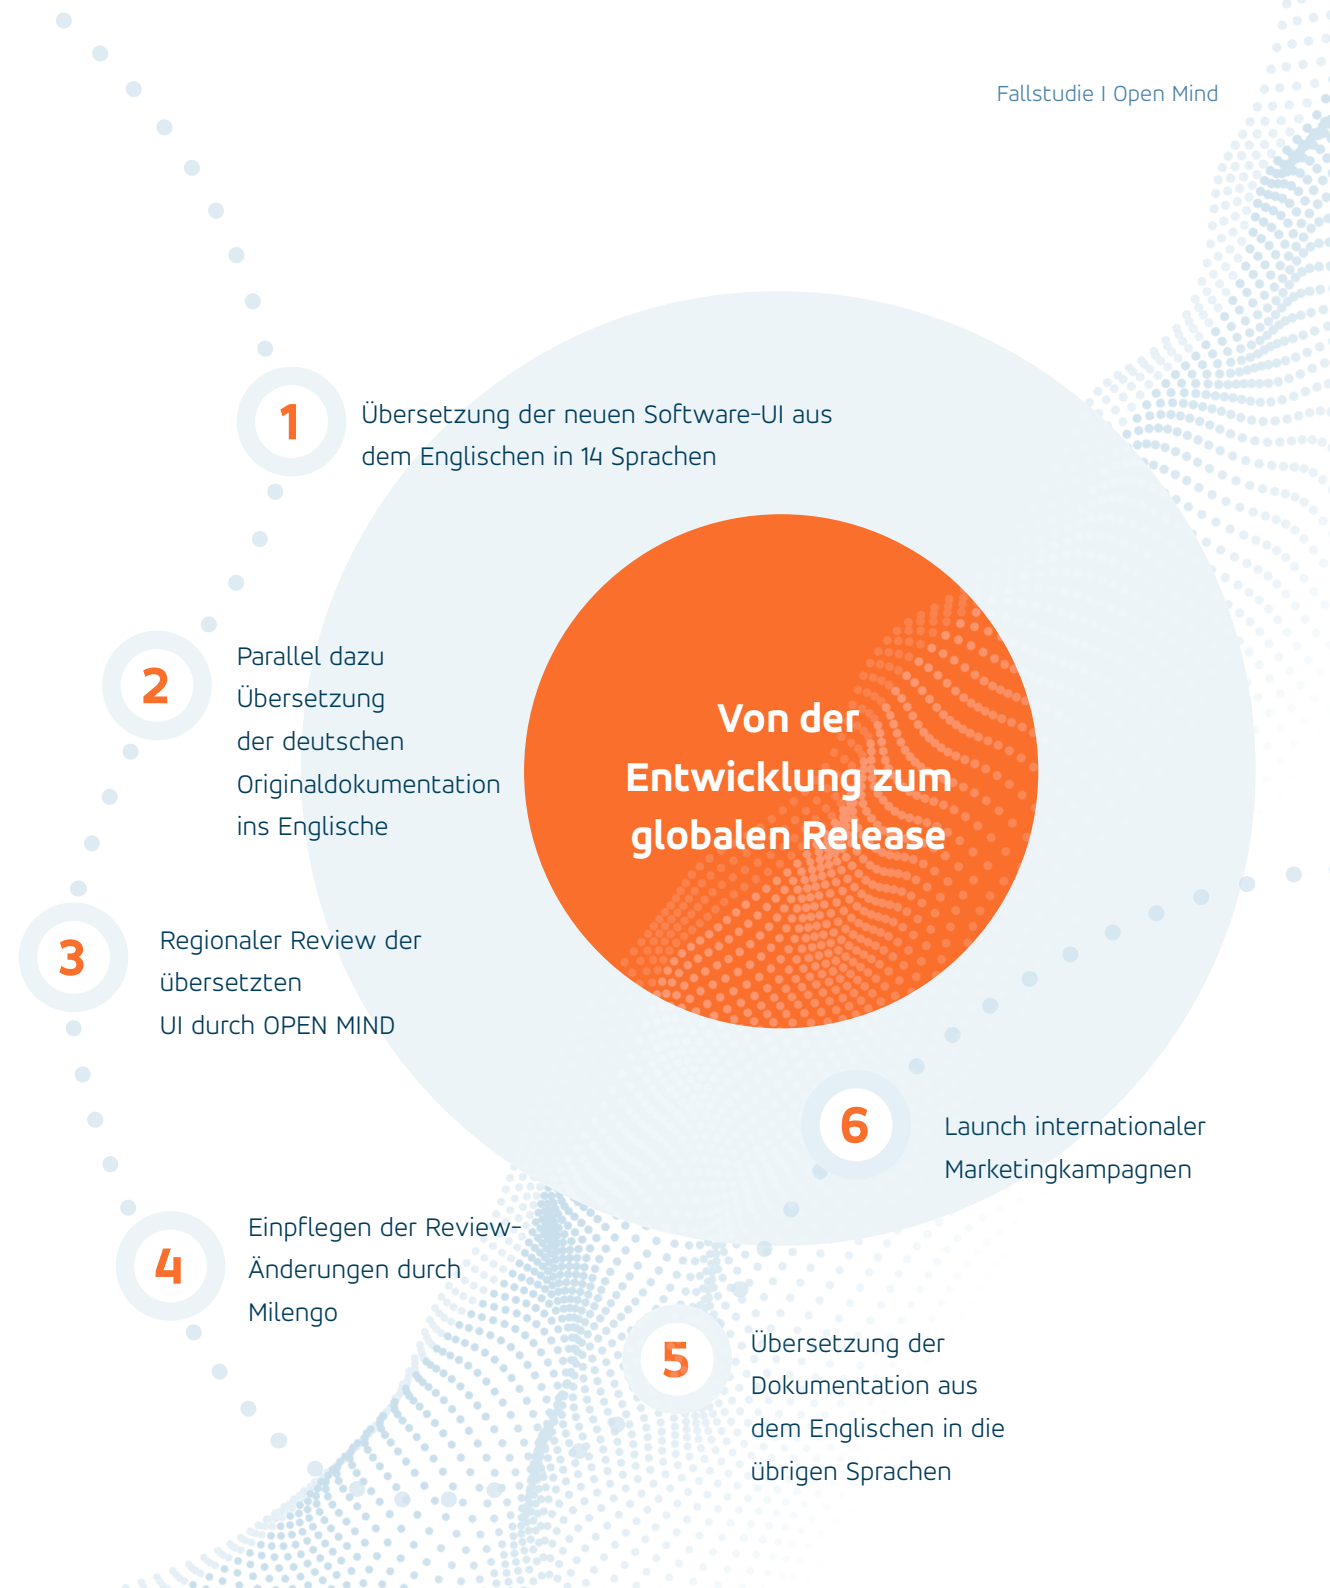 Fallstudie I Open Mind
1
Übersetzung der neuen Software-UI aus
dem Englischen in 14 Sprachen
2
Parallel dazu
Übersetzung
der deutschen
Originaldokumentation
ins Englische
Von der
Entwicklung zum
globalen Release
3
Regionaler Review der
übersetzten
UI durch OPEN MIND
4
Einpflegen der Review-
Änderungen durch
Milengo
5
Übersetzung der
Dokumentation aus
dem Englischen in die
übrigen Sprachen
6
Launch internationaler
Marketingkampagnen